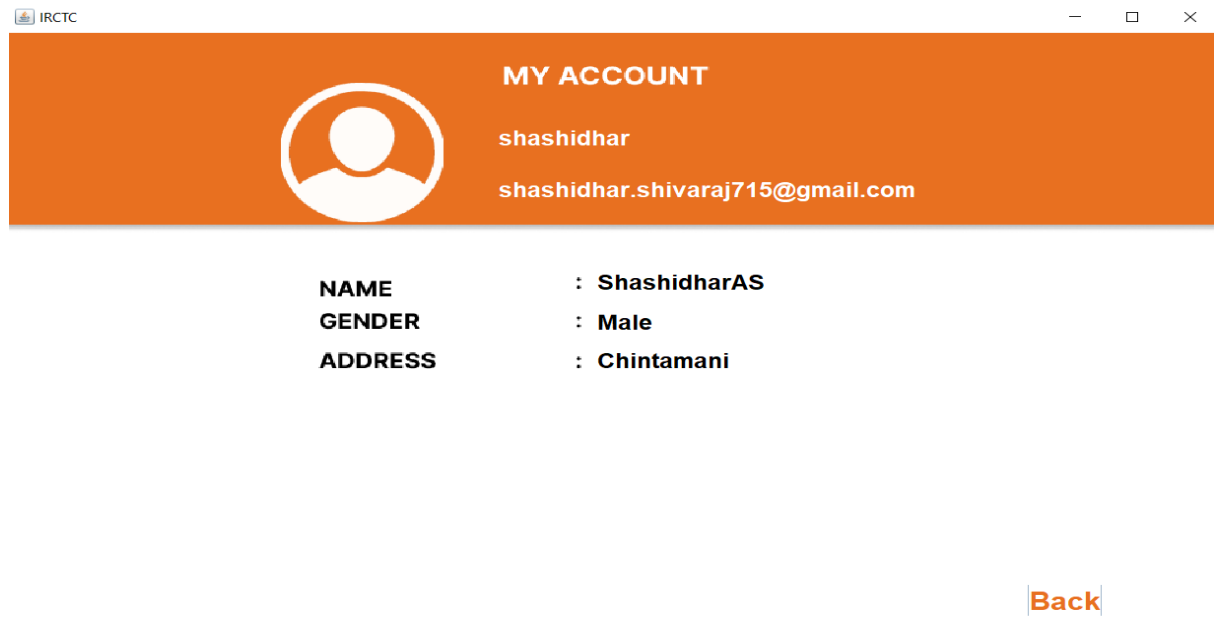 IRCTC
MY ACCOUNT
shashidhar
shashidhar.shivaraj715@gmail.com
NAME : ShashidharAS
GENDER : Male
ADDRESS : Chintamani
Back